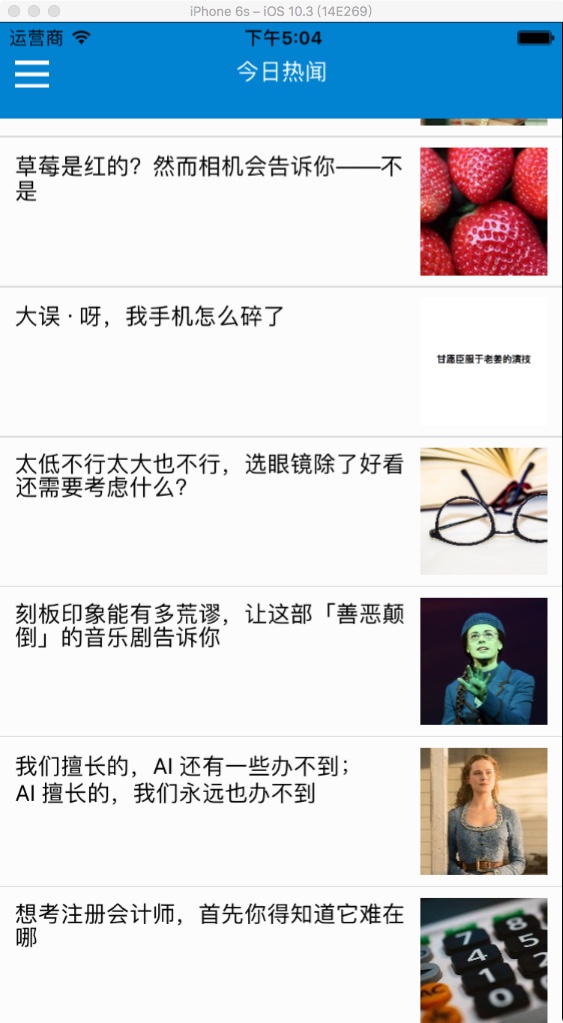 iPhone 6s – iOS 10.3 (14E269)
运营商 下午5:04
今日热闻
草莓是红的？然而相机会告诉你——不
是
大误 · 呀，我手机怎么碎了
甘愿臣服于老姜的演技
太低不行太大也不行，选眼镜除了好看
还需要考虑什么？
刻板印象能有多荒谬，让这部「善恶颠
倒」的音乐剧告诉你
我们擅长的，AI 还有一些办不到；
AI 擅长的，我们永远也办不到
想考注册会计师，首先你得知道它难在
哪
7 8
4 5
1 0